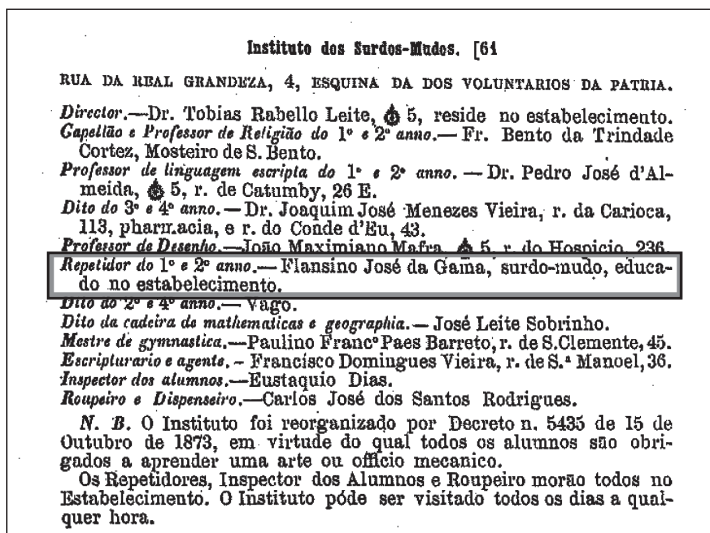 Instituto dos Surdos-Mudos. [61
RUA DA REAL GRANDEZA, 4, ESQUINA DA DOS VOLUNTARIOS DA PATRIA.
Director.—Dr. Tobias Rabello Leite, 5, reside no estabelecimento.
Capellão e Professor de Religião do 1º e 2º anno.—Fr. Bento da Trindade
Cortez, Mosteiro de S. Bento.
Professor de linguagem escripta do 1º e 2º anno.—Dr. Pedro José d'Al-
meida, 5, r. de Catumby, 26 E.
Dito do 3º e 4º anno.—Dr. Joaquim José Menezes Vieira, r. da Carioca,
113, pharmacia, e r. do Conde d'Eu, 43.
Professor de Desenho.—João Maximiano Mafra, 5, r. do Hospicio, 236.
Repetidor do 1º e 2º anno.—Flansino José da Gama, surdo-mudo, educa-
do no estabelecimento.
Dito do 2º e 4º anno.—Vago.
Dito da cadeira de mathematicas e geographia.—José Leite Sobrinho.
Mestre de gymnastica.—Paulino Francº Paes Barreto, r. de S. Clemente, 45.
Escripturario e agente.—Francisco Domingues Vieira, r. de S.ª Manoel, 36.
Inspector dos alumnos.—Eustaquio Dias.
Roupeiro e Dispenseiro.—Carlos José dos Santos Rodrigues.
N. B. O Instituto foi reorganizado por Decreto n. 5435 de 15 de
Outubro de 1873, em virtude do qual todos os alumnos são obri-
gados a aprender uma arte ou officio mecanico.
Os Repetidores, Inspector dos Alumnos e Roupeiro morão todos no
Estabelecimento. O Instituto póde ser visitado todos os dias a qual-
quer hora.